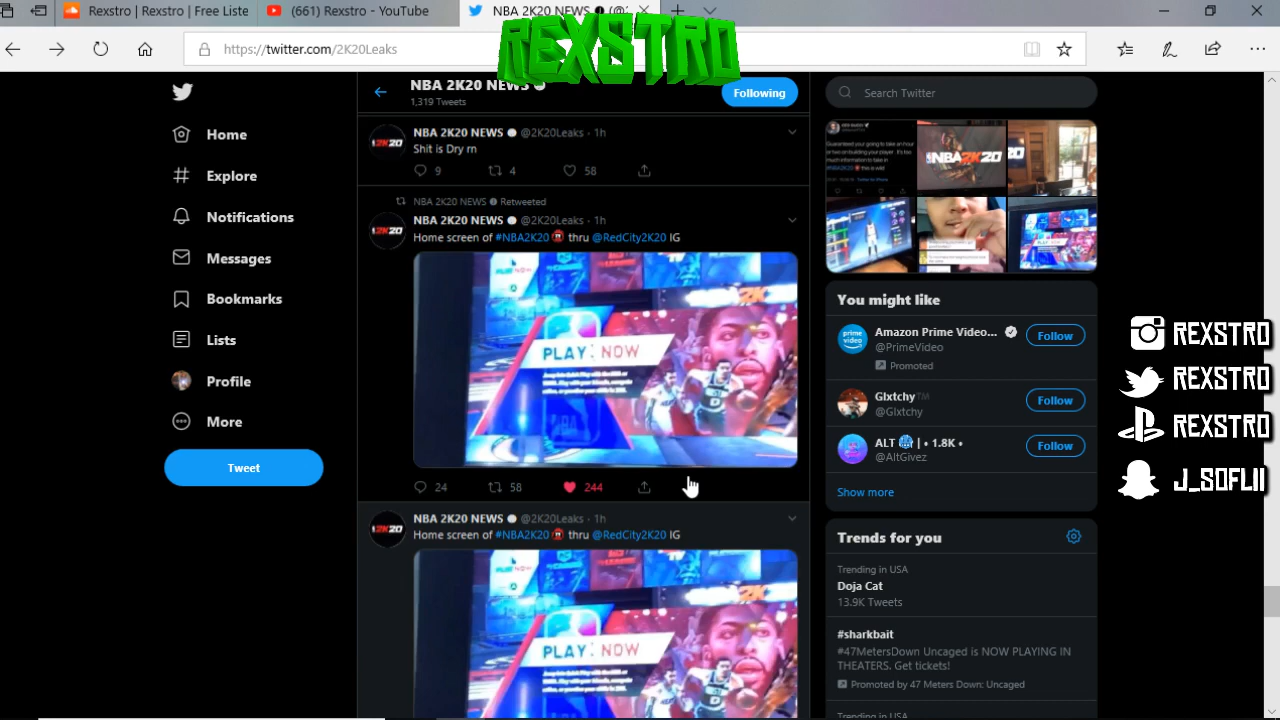 Rexstro | Rexstro | Free Liste
(661) Rexstro - YouTube
NBA 2K20 NEWS
https://twitter.com/2K20Leaks
REXSTRO
NBA 2K20 NEWS
1,319 Tweets
Following
Search Twitter
Home
Explore
Notifications
Messages
Bookmarks
Lists
Profile
More
Tweet
NBA 2K20 NEWS @2K20Leaks · 1h
Shit is Dry rn
9 4 58
NBA 2K20 NEWS Retweeted
NBA 2K20 NEWS @2K20Leaks · 1h
Home screen of #NBA2K20 thru @RedCity2K20 IG
PLAY NOW
24 58 244
NBA 2K20 NEWS @2K20Leaks · 1h
Home screen of #NBA2K20 thru @RedCity2K20 IG
PLAY NOW
NBA2K20
You might like
Amazon Prime Video...
@PrimeVideo
Promoted
Follow
Glxtchy™
@Glxtchy
Follow
ALT | • 1.8K •
@AltGivez
Follow
Show more
Trends for you
Trending in USA
Doja Cat
13.9K Tweets
#sharkbait
#47MetersDown Uncaged is NOW PLAYING IN
THEATERS. Get tickets!
Promoted by 47 Meters Down: Uncaged
Trending in USA
REXSTRO
REXSTRO
REXSTRO
J_SOFLII